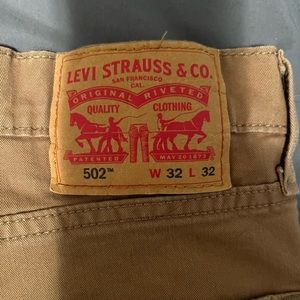 LEVI STRAUSS & CO.
SAN FRANCISCO
CAL.
ORIGINAL RIVETED
QUALITY CLOTHING
PATENTED MAY 20 1873
502™ W 32 L 32